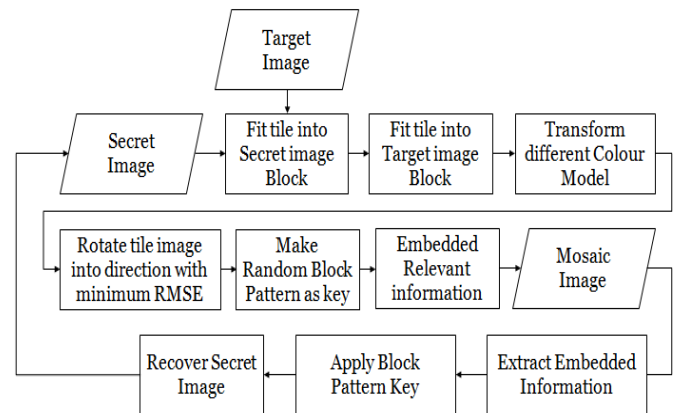 Target
Image
Secret
Image
Fit tile into
Secret image
Block
Fit tile into
Target image
Block
Transform
different Colour
Model
Rotate tile image
into direction with
minimum RMSE
Make
Random Block
Pattern as key
Embedded
Relevant
information
Mosaic
Image
Recover Secret
Image
Apply Block
Pattern Key
Extract Embedded
Information